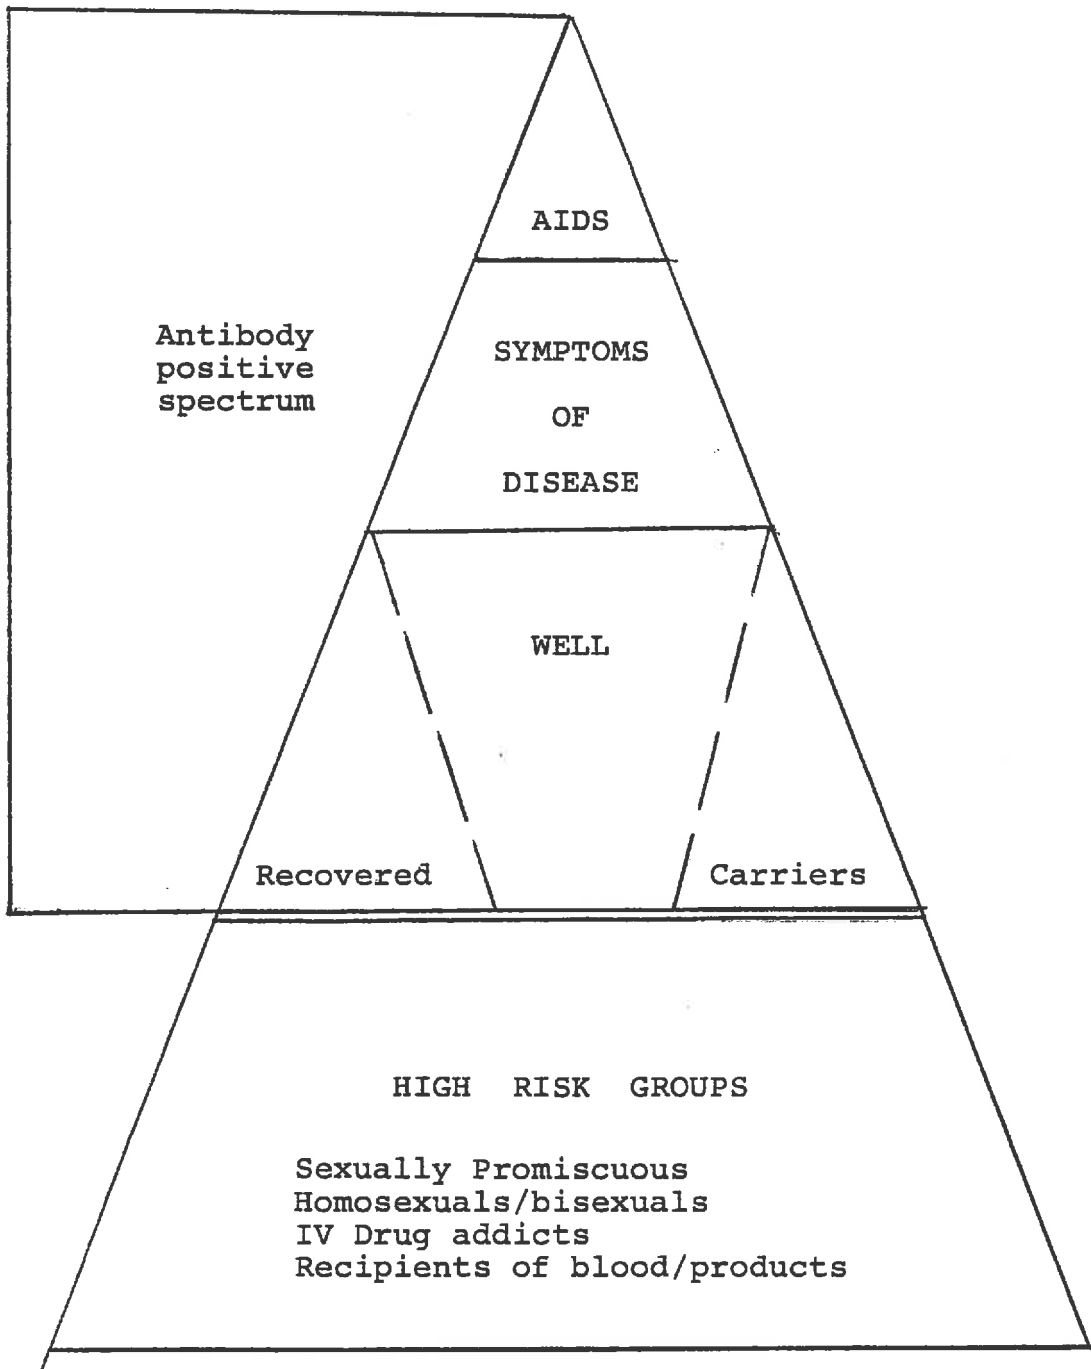 AIDS
Antibody
positive
spectrum
SYMPTOMS
OF
DISEASE
WELL
Recovered
Carriers
HIGH RISK GROUPS
Sexually Promiscuous
Homosexuals/bisexuals
IV Drug addicts
Recipients of blood/products